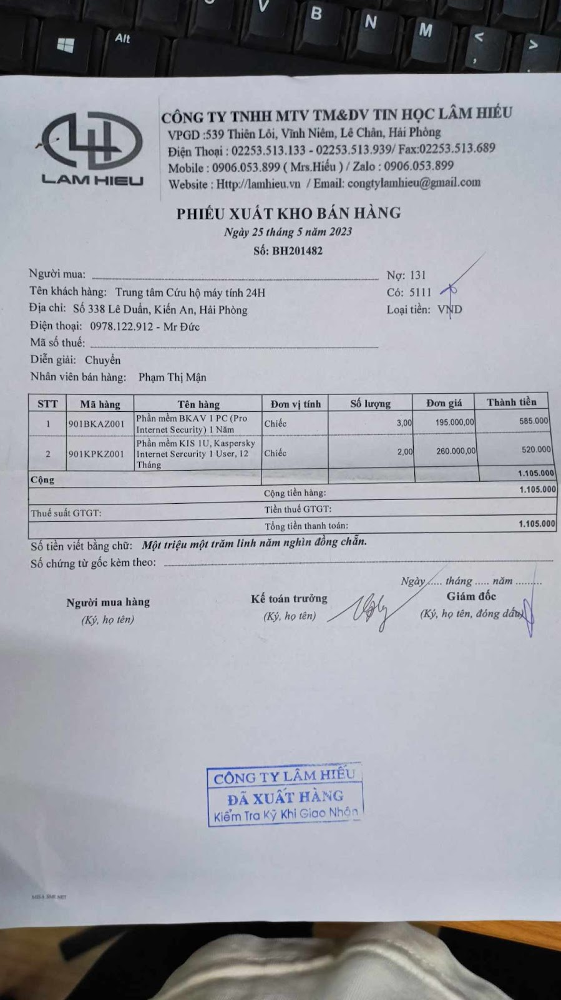 V B N M < , > .
Alt
LAM HIEU
CÔNG TY TNHH MTV TM&DV TIN HỌC LÂM HIẾU
VPGD :539 Thiên Lôi, Vĩnh Niêm, Lê Chân, Hải Phòng
Điện Thoại : 02253.513.133 - 02253.513.939/ Fax:02253.513.689
Mobile : 0906.053.899 ( Mrs.Hiếu ) / Zalo : 0906.053.899
Website : Http://lamhieu.vn / Email: congtylamhieu@gmail.com
PHIẾU XUẤT KHO BÁN HÀNG
Ngày 25 tháng 5 năm 2023
Số: BH201482
Người mua: Nợ: 131
Tên khách hàng: Trung tâm Cứu hộ máy tính 24H Có: 5111
Địa chỉ: Số 338 Lê Duẩn, Kiến An, Hải Phòng Loại tiền: VND
Điện thoại: 0978.122.912 - Mr Đức
Mã số thuế:
Diễn giải: Chuyển
Nhân viên bán hàng: Phạm Thị Mận
STT Mã hàng Tên hàng Đơn vị tính Số lượng Đơn giá Thành tiền
1 901BKAZ001 Phần mềm BKAV 1 PC (Pro Internet Security) 1 Năm Chiếc 3,00 195.000,00 585.000
2 901KPKZ001 Phần mềm KIS 1U, Kaspersky Internet Sercurity 1 User, 12 Tháng Chiếc 2,00 260.000,00 520.000
Cộng 1.105.000
Cộng tiền hàng: 1.105.000
Thuế suất GTGT: Tiền thuế GTGT:
Tổng tiền thanh toán: 1.105.000
Số tiền viết bằng chữ: Một triệu một trăm linh năm nghìn đồng chẵn.
Số chứng từ gốc kèm theo:
Ngày ..... tháng ..... năm .........
Người mua hàng Kế toán trưởng Giám đốc
(Ký, họ tên) (Ký, họ tên) (Ký, họ tên, đóng dấu)
CÔNG TY LÂM HIẾU
ĐÃ XUẤT HÀNG
Kiểm Tra Kỹ Khi Giao Nhận
MISA SME.NET